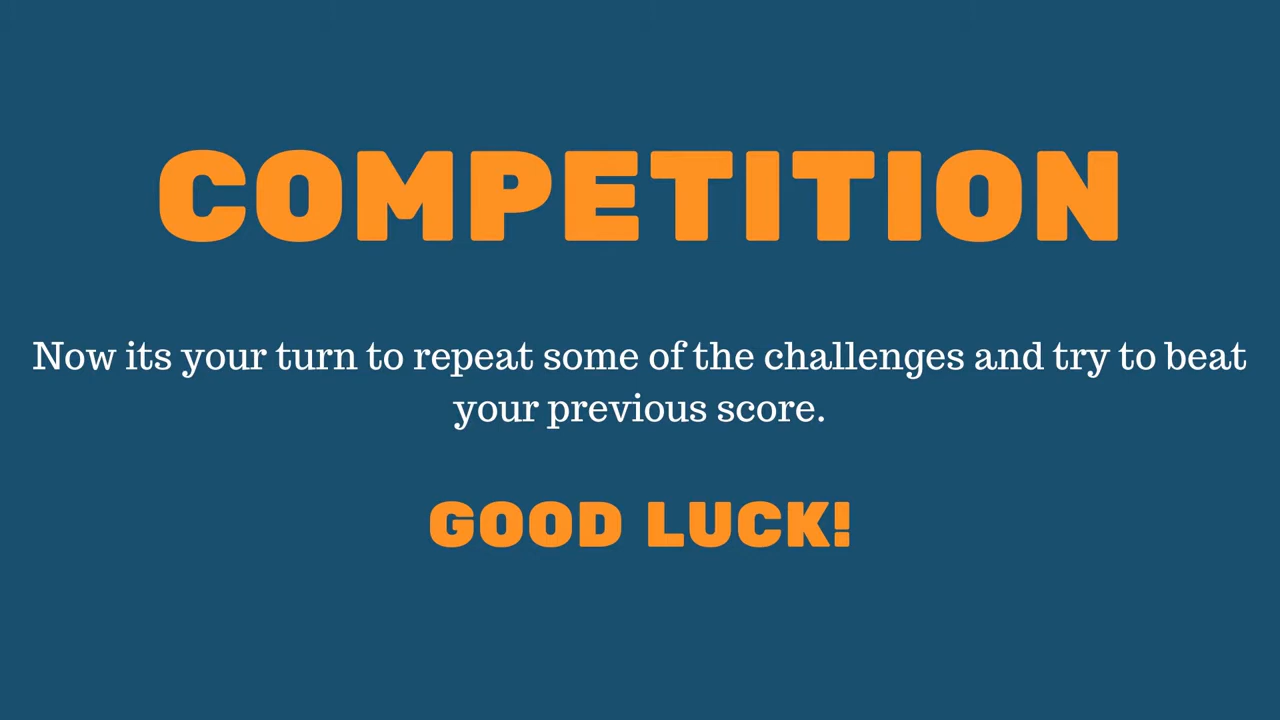 COMPETITION
Now its your turn to repeat some of the challenges and try to beat
your previous score.
GOOD LUCK!